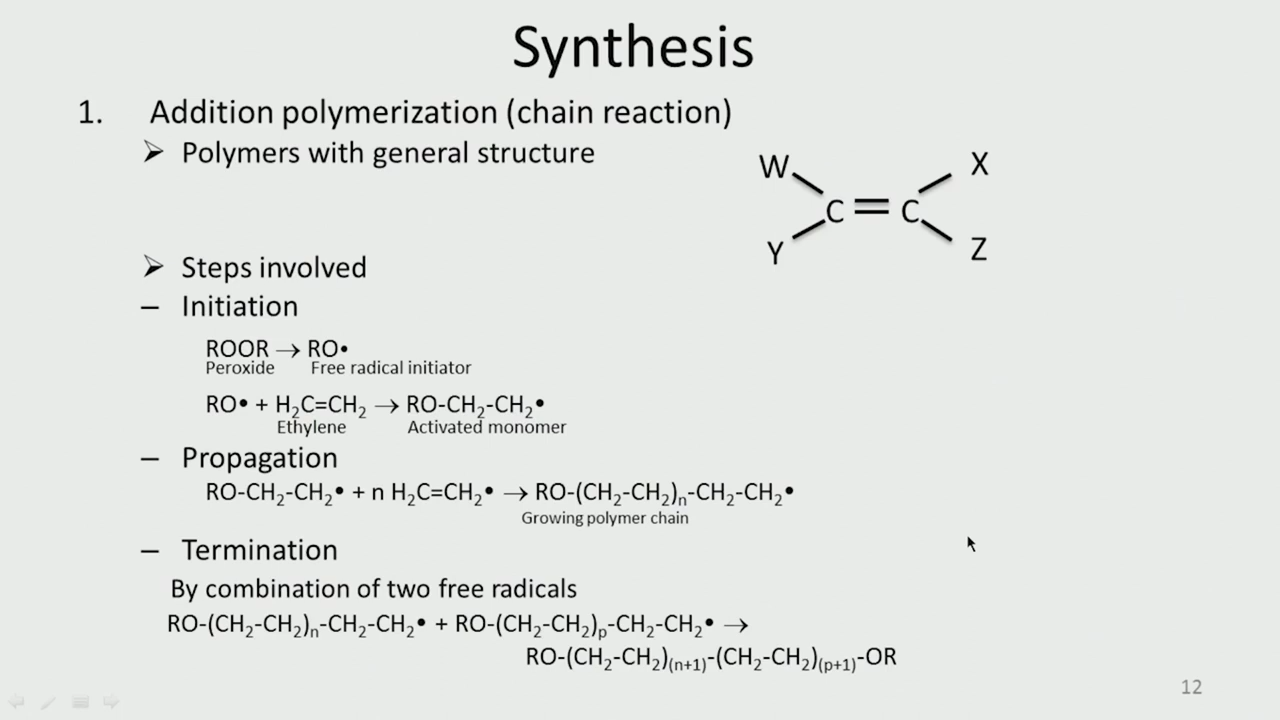 Synthesis
1. Addition polymerization (chain reaction)
➢ Polymers with general structure
W X
C = C
Y Z
➢ Steps involved
– Initiation
ROOR → RO•
Peroxide Free radical initiator
RO• + H₂C=CH₂ → RO-CH₂-CH₂•
Ethylene Activated monomer
– Propagation
RO-CH₂-CH₂• + n H₂C=CH₂• → RO-(CH₂-CH₂)ₙ-CH₂-CH₂•
Growing polymer chain
– Termination
By combination of two free radicals
RO-(CH₂-CH₂)ₙ-CH₂-CH₂• + RO-(CH₂-CH₂)ₚ-CH₂-CH₂• →
RO-(CH₂-CH₂)₍ₙ₊₁₎-(CH₂-CH₂)₍ₚ₊₁₎-OR
12